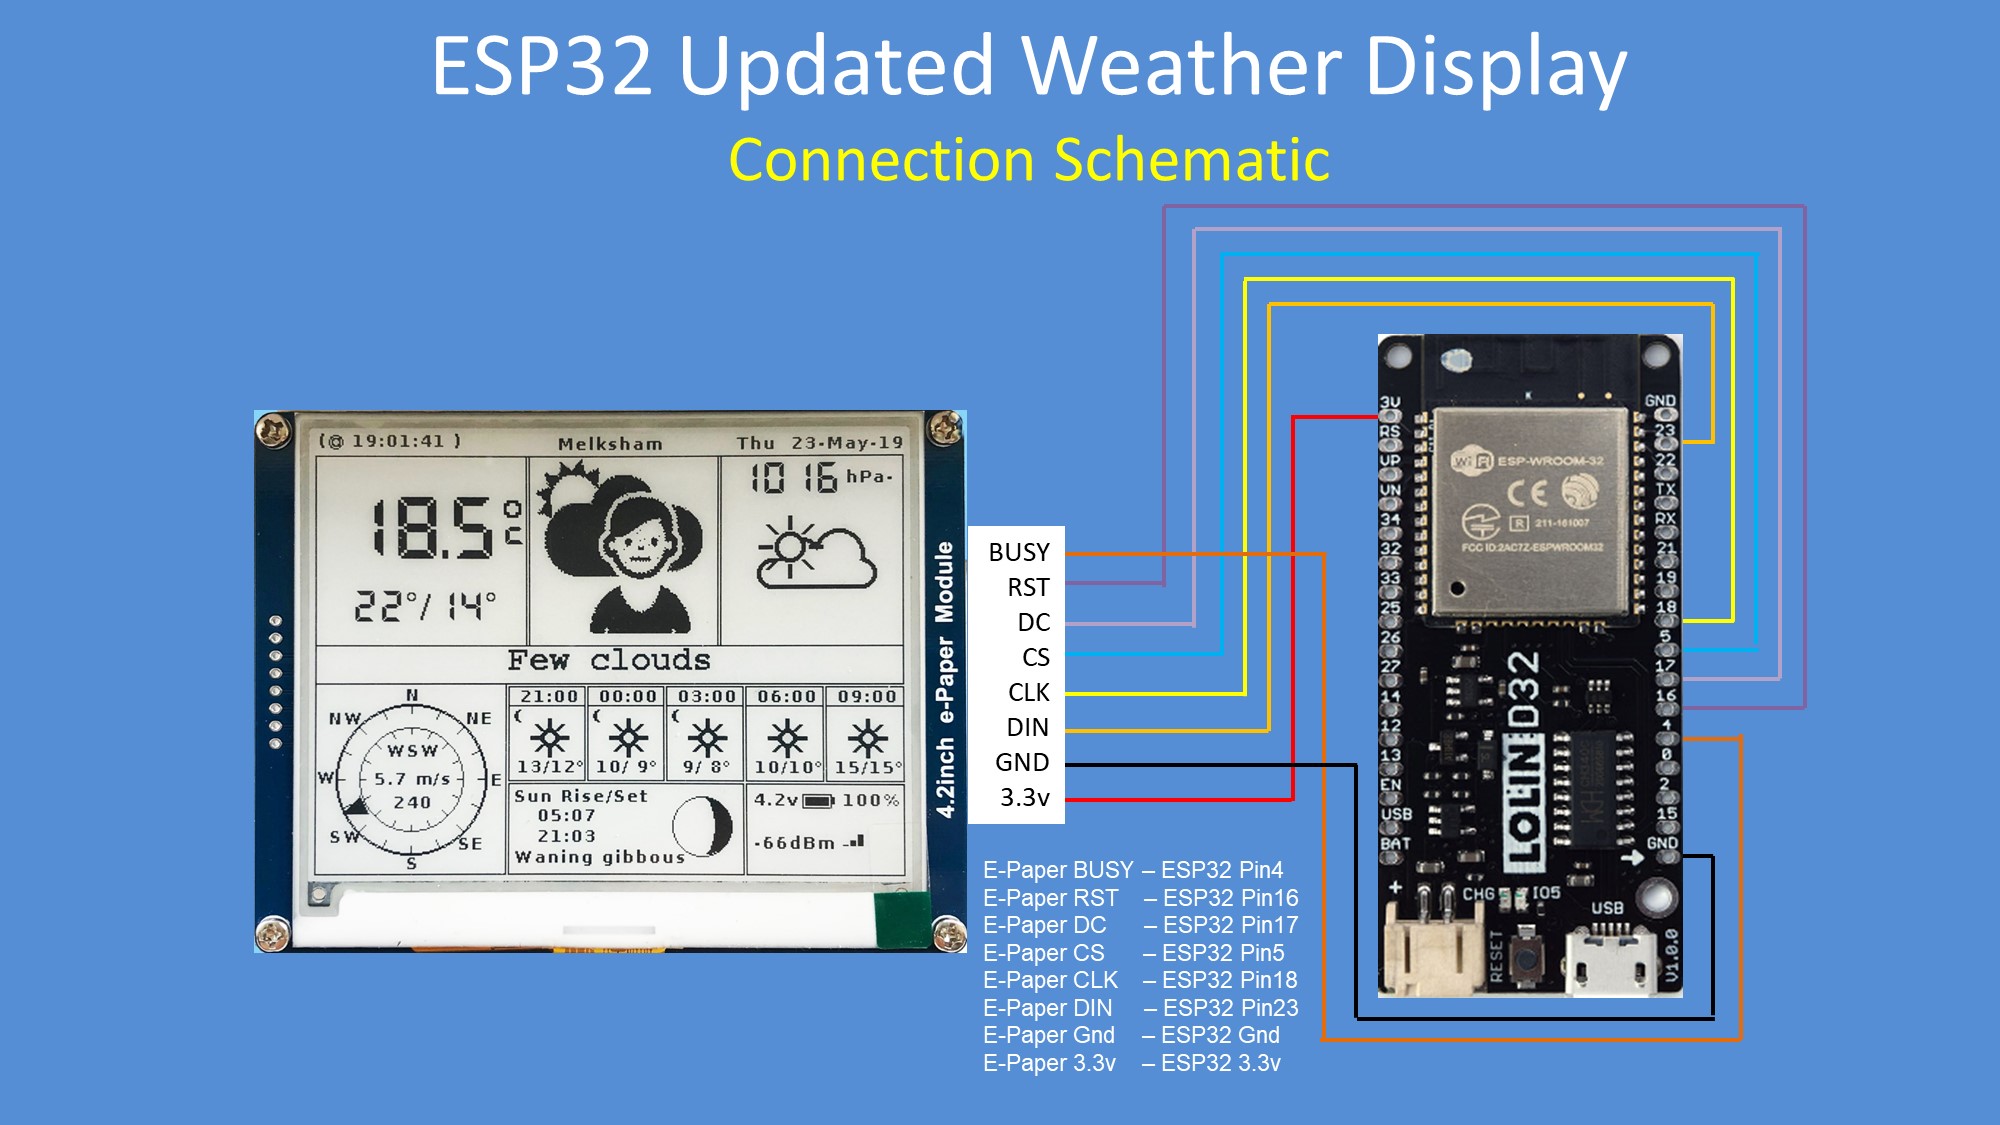 ESP32 Updated Weather Display
Connection Schematic
(@ 19:01:41 )
Melksham
Thu 23-May-19
18.5°c
22°/ 14°
1016 hPa-
Few clouds
N
NW
NE
W
E
SW
SE
S
WSW
5.7 m/s
240
21:00 00:00 03:00 06:00 09:00
13/12° 10/ 9° 9/ 8° 10/10° 15/15°
Sun Rise/Set
05:07
21:03
Waning gibbous
4.2v 100%
-66dBm
4.2inch e-Paper Module
BUSY
RST
DC
CS
CLK
DIN
GND
3.3v
E-Paper BUSY – ESP32 Pin4
E-Paper RST – ESP32 Pin16
E-Paper DC – ESP32 Pin17
E-Paper CS – ESP32 Pin5
E-Paper CLK – ESP32 Pin18
E-Paper DIN – ESP32 Pin23
E-Paper Gnd – ESP32 Gnd
E-Paper 3.3v – ESP32 3.3v
3V
RS
VP
VN
34
32
33
25
26
27
14
12
13
EN
USB
BAT
+
GND
23
22
TX
RX
21
19
18
5
17
16
4
0
2
15
GND
WiFi ESP-WROOM-32
CE
R 211-161007
FCC ID:2AC7Z-ESPWROOM32
LOLIN D32
CHG
IO5
USB
RESET
V1.0.0